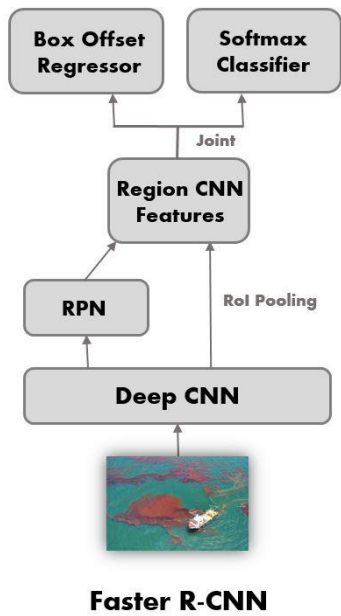 Box Offset
Regressor
Softmax
Classifier
Joint
Region CNN
Features
RPN
RoI Pooling
Deep CNN
Faster R-CNN